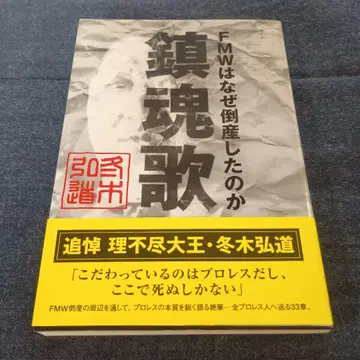 FMWはなぜ倒産したのか
鎮魂歌
冬木
弘道
追悼 理不尽大王・冬木弘道
「こだわっているのはプロレスだし、
ここで死ぬしかない」
FMW倒産の周辺を通して、プロレスの本質を鋭く語る絶筆──全プロレス人へ送る33章。